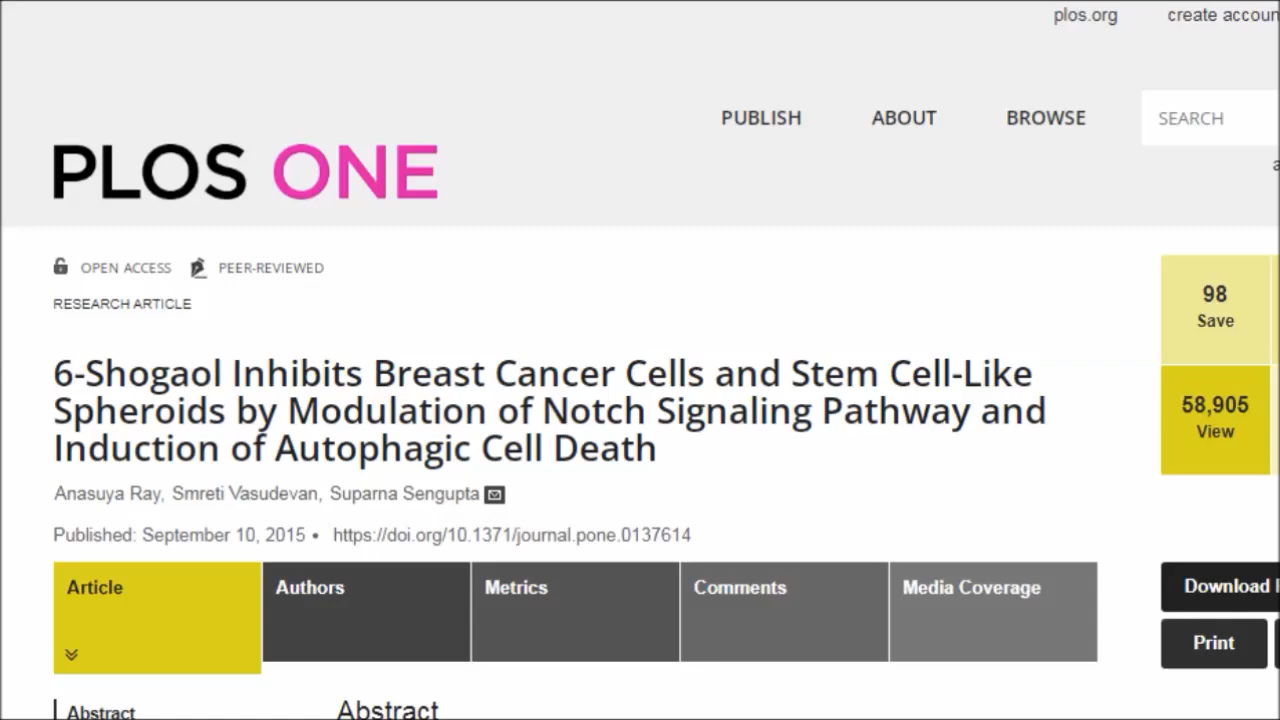 plos.org create accoun
PUBLISH ABOUT BROWSE SEARCH
a
PLOS ONE
OPEN ACCESS PEER-REVIEWED
RESEARCH ARTICLE
98
Save
58,905
View
6-Shogaol Inhibits Breast Cancer Cells and Stem Cell-Like
Spheroids by Modulation of Notch Signaling Pathway and
Induction of Autophagic Cell Death
Anasuya Ray, Smreti Vasudevan, Suparna Sengupta
Published: September 10, 2015 • https://doi.org/10.1371/journal.pone.0137614
Article Authors Metrics Comments Media Coverage
Download
Print
Abstract
Abstract